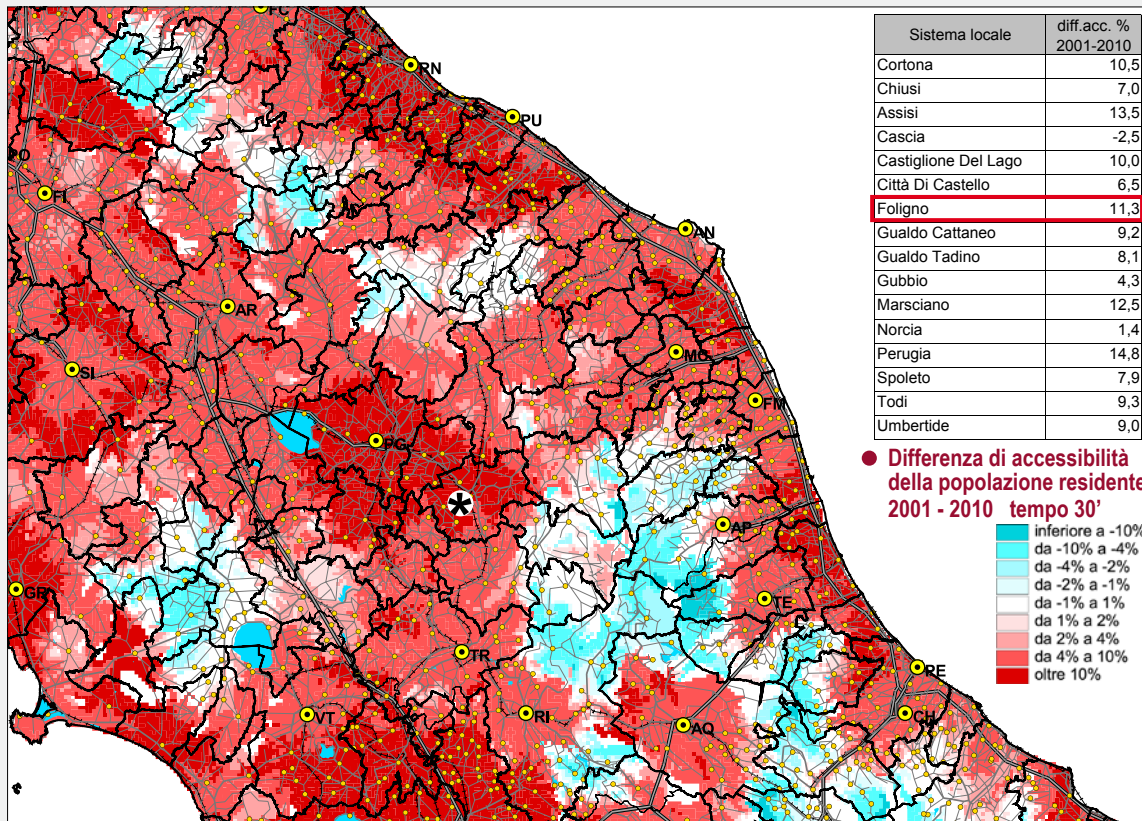 FC
RN
PU
FI
AN
AR
MC
SI
FM
PG
AP
GR
TE
TR
PE
VT
RI
CH
AQ
Sistema locale diff.acc. %
2001-2010
Cortona 10,5
Chiusi 7,0
Assisi 13,5
Cascia -2,5
Castiglione Del Lago 10,0
Città Di Castello 6,5
Foligno 11,3
Gualdo Cattaneo 9,2
Gualdo Tadino 8,1
Gubbio 4,3
Marsciano 12,5
Norcia 1,4
Perugia 14,8
Spoleto 7,9
Todi 9,3
Umbertide 9,0
● Differenza di accessibilità
della popolazione residente
2001 - 2010 tempo 30'
inferiore a -10%
da -10% a -4%
da -4% a -2%
da -2% a -1%
da -1% a 1%
da 1% a 2%
da 2% a 4%
da 4% a 10%
oltre 10%